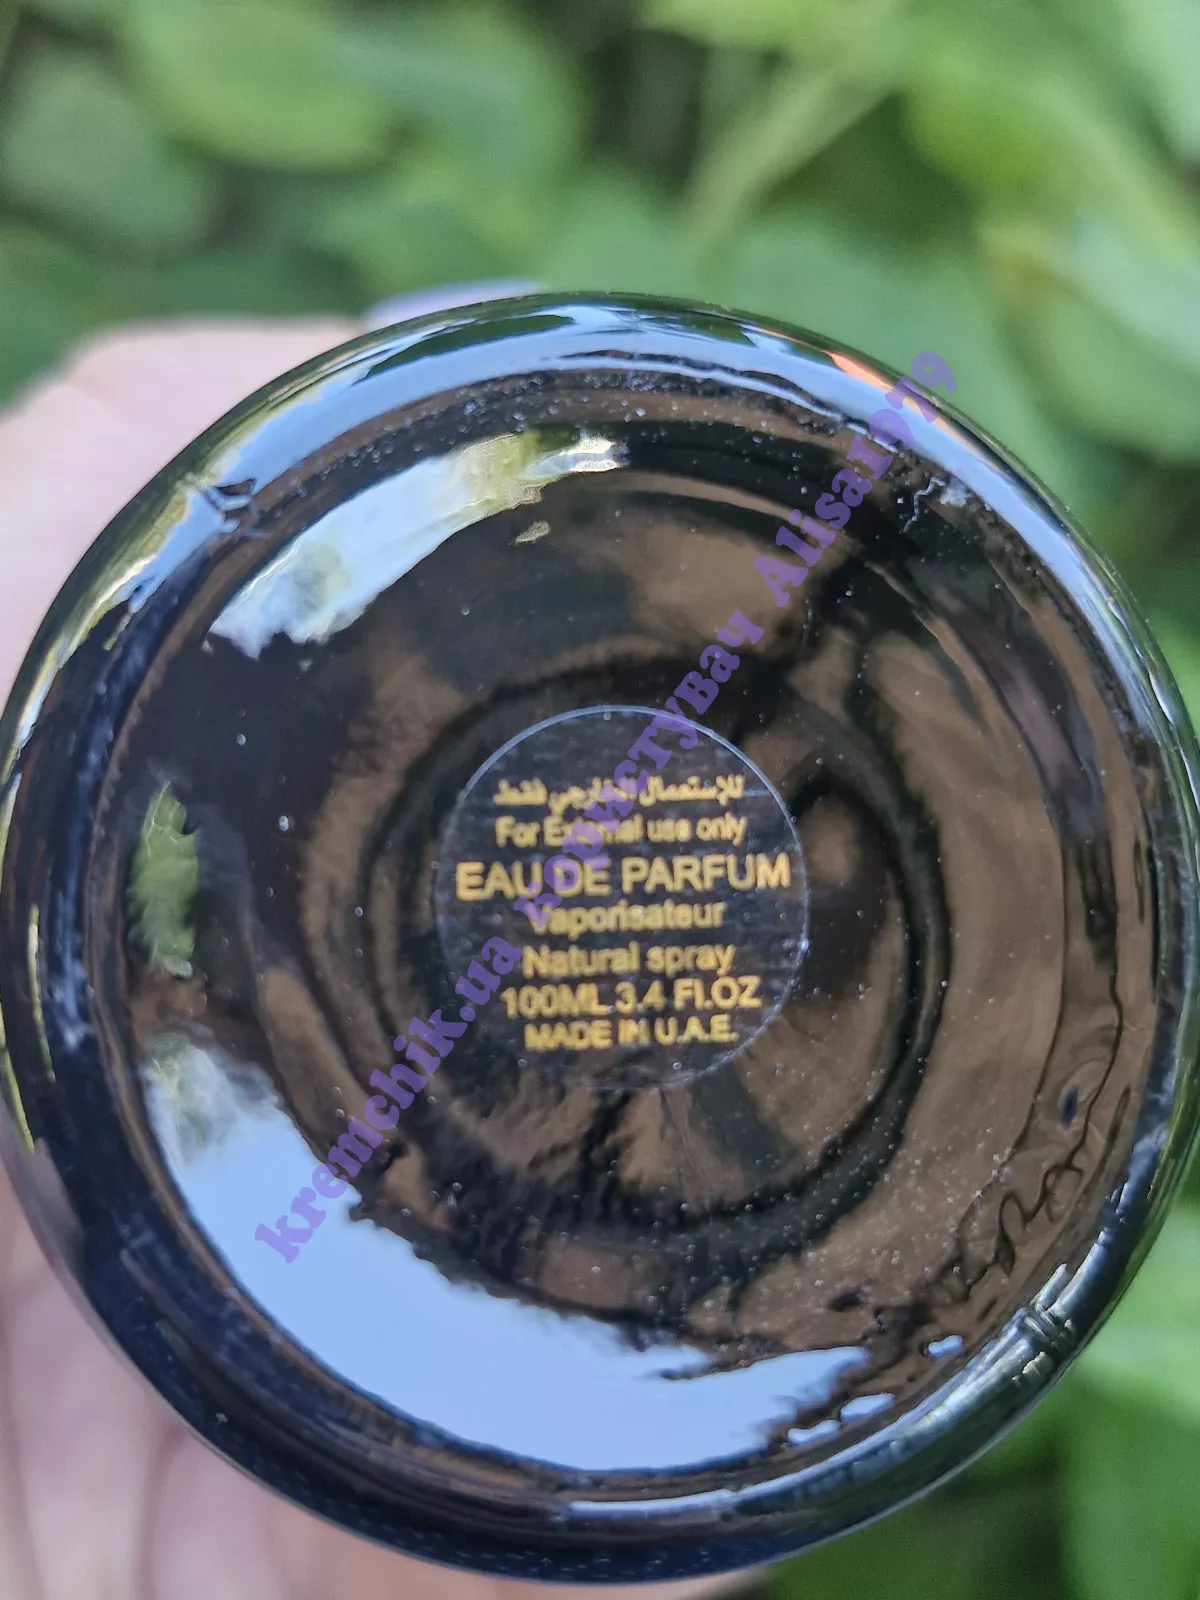 للإستعمال الخارجي فقط
For External use only
EAU DE PARFUM
Vaporisateur
Natural spray
100ML 3.4 Fl.OZ
MADE IN U.A.E.
kremchik.ua користувач Alisa1979